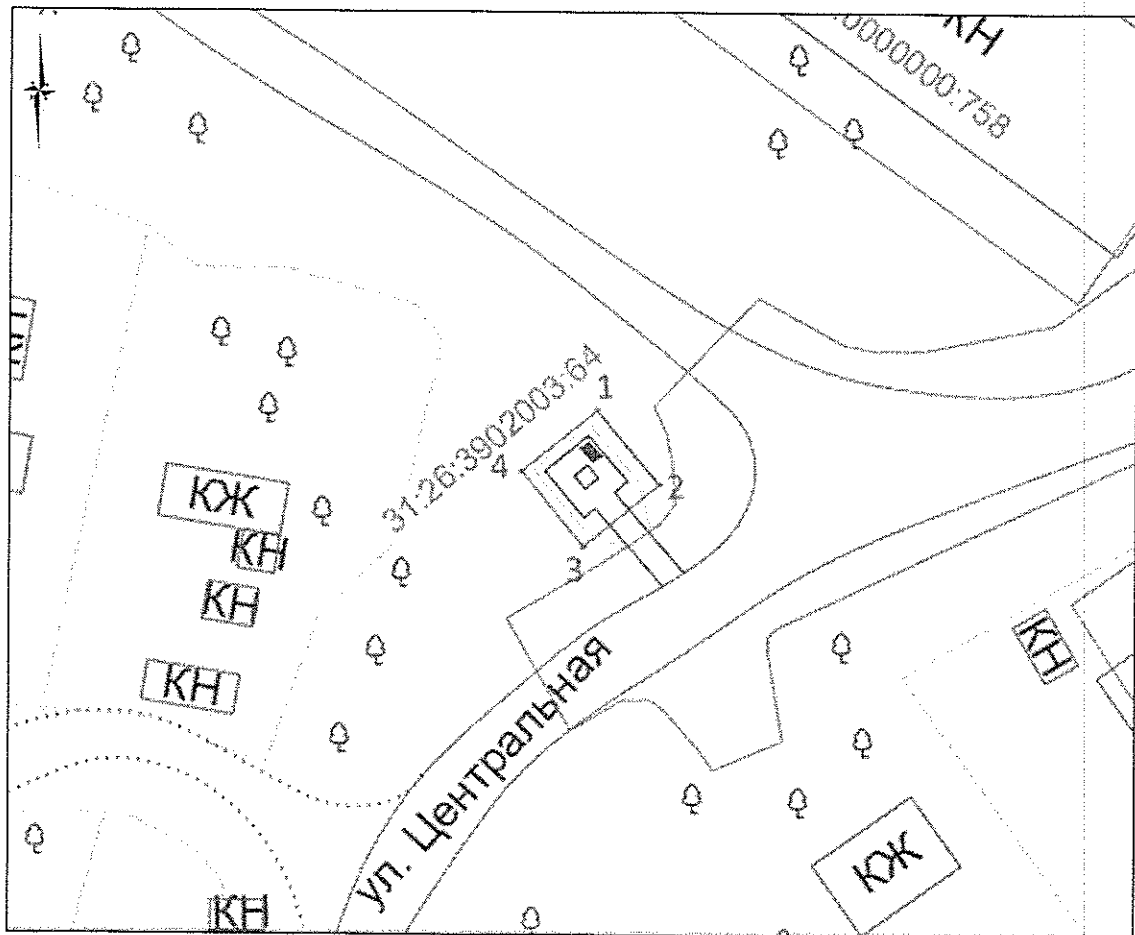 КН
:0000000:758
31:26:3902003:64
1
4
2
3
КЖ
КН
КН
КН
КН
ул. Центральная
КЖ
КН